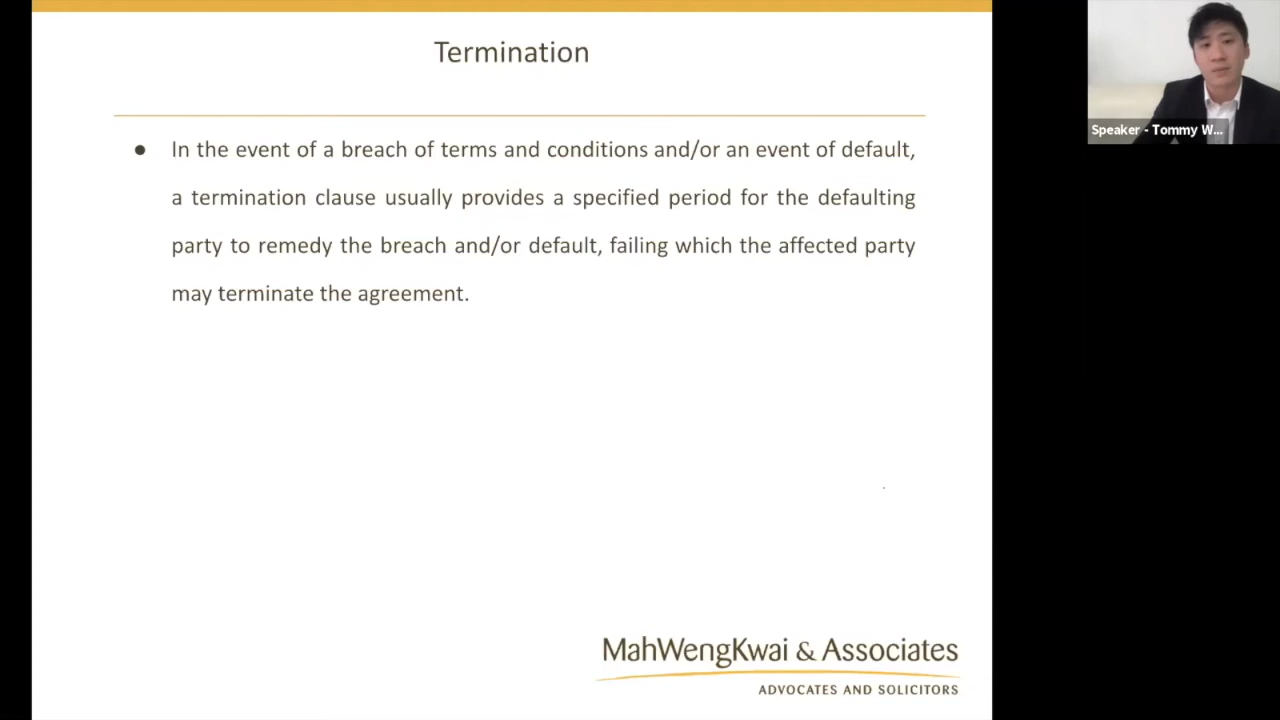 Termination
● In the event of a breach of terms and conditions and/or an event of default,
a termination clause usually provides a specified period for the defaulting
party to remedy the breach and/or default, failing which the affected party
may terminate the agreement.
Speaker - Tommy W...
MahWengKwai & Associates
ADVOCATES AND SOLICITORS